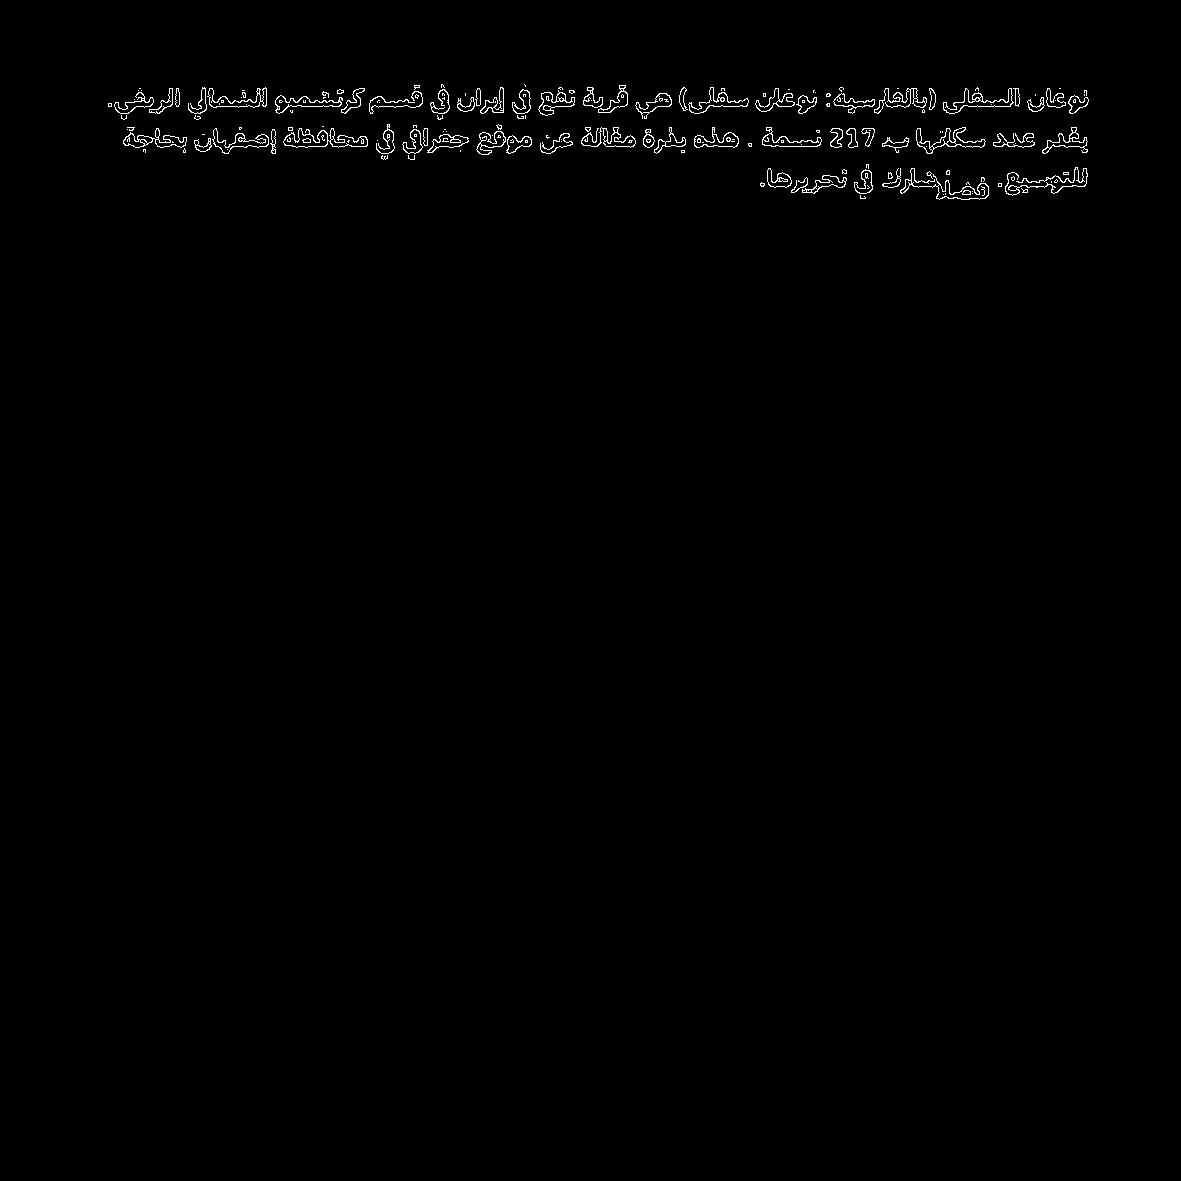 نوغان السفلى (بالفارسية: نوغان سفلى) هي قرية تقع في إيران في قسم كرتشمبو الشمالي الريفي.
يقدر عدد سكانها بـ 217 نسمة . هذه بذرة مقالة عن موقع جغرافي في محافظة إصفهان بحاجة
للتوسيع. فضلًا شارك في تحريرها.